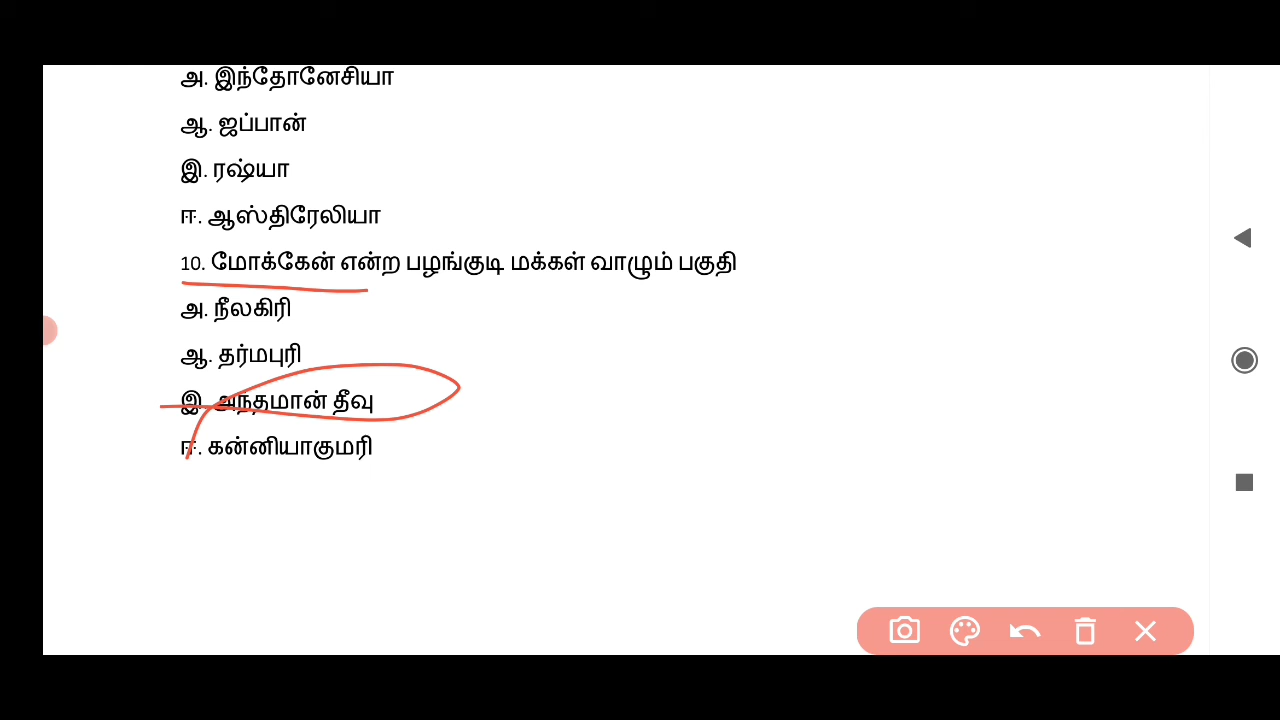 அ. இந்தோனேசியா
ஆ. ஜப்பான்
இ. ரஷ்யா
ஈ. ஆஸ்திரேலியா
10. மோக்கேன் என்ற பழங்குடி மக்கள் வாழும் பகுதி
அ. நீலகிரி
ஆ. தர்மபுரி
இ. அந்தமான் தீவு
ஈ. கன்னியாகுமரி